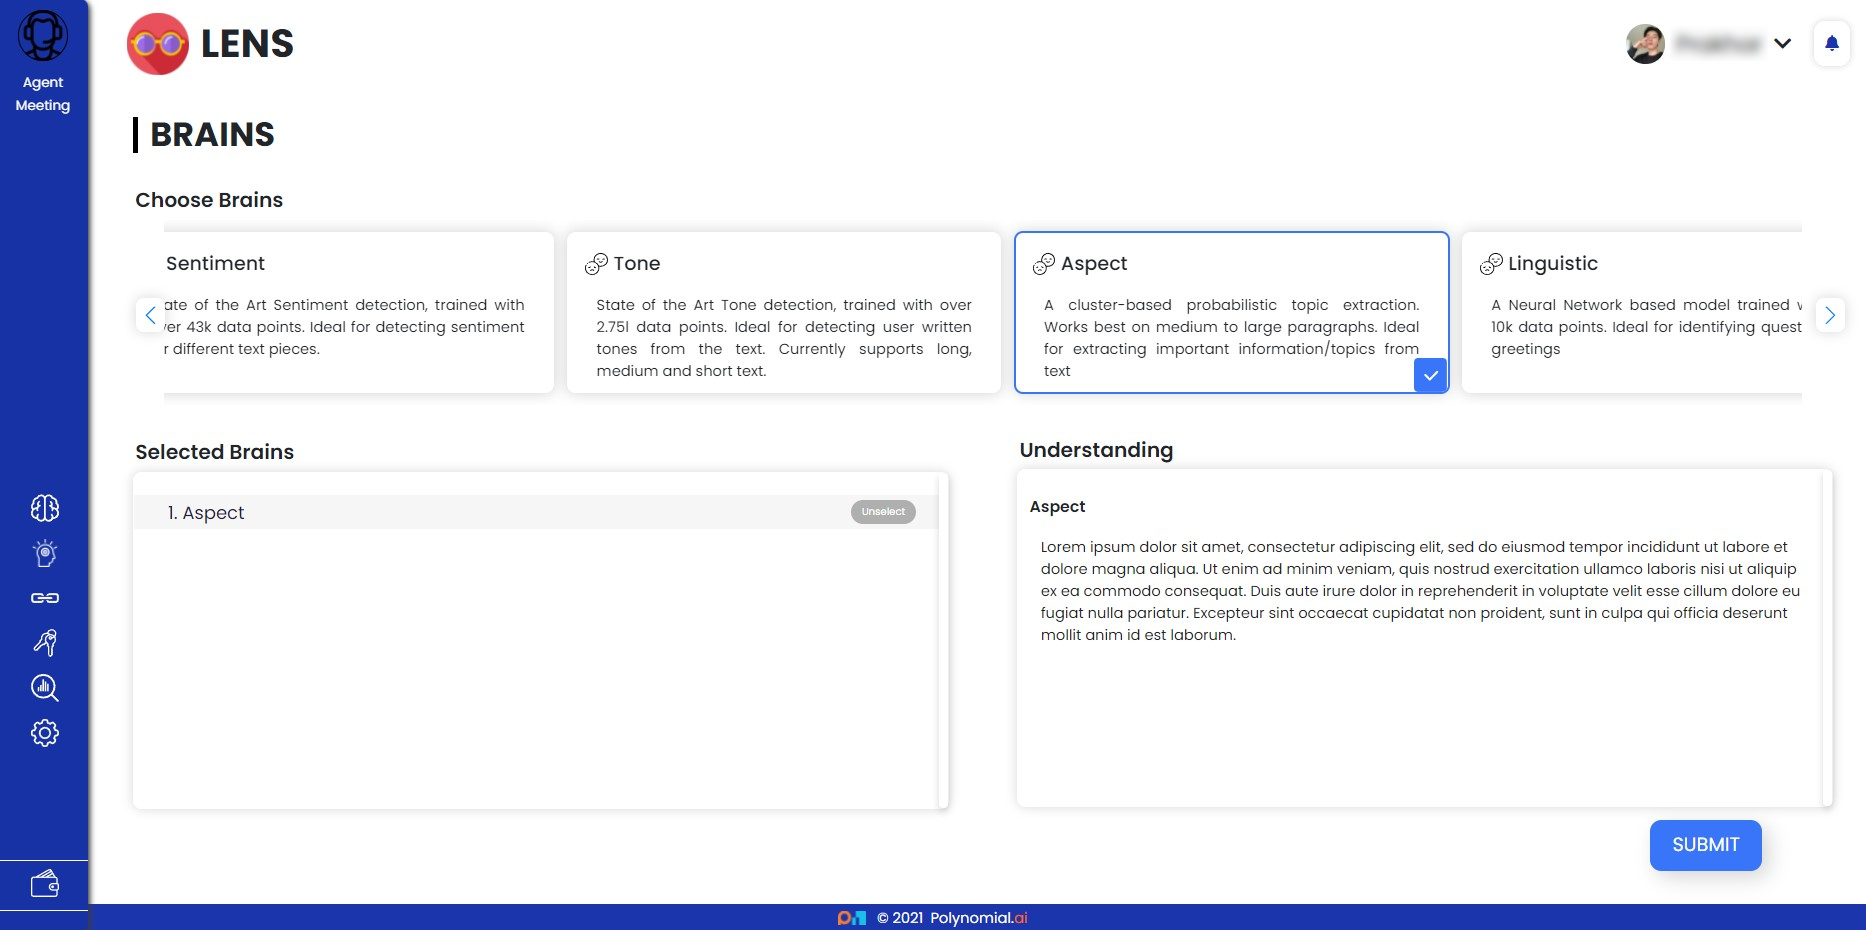 Agent
Meeting
LENS
BRAINS
Choose Brains
Sentiment
ate of the Art Sentiment detection, trained with
er 43k data points. Ideal for detecting sentiment
r different text pieces.
Tone
State of the Art Tone detection, trained with over
2.75l data points. Ideal for detecting user written
tones from the text. Currently supports long,
medium and short text.
Aspect
A cluster-based probabilistic topic extraction.
Works best on medium to large paragraphs. Ideal
for extracting important information/topics from
text
Linguistic
A Neural Network based model trained
10k data points. Ideal for identifying quest
greetings
Selected Brains
1. Aspect
Unselect
Understanding
Aspect
Lorem ipsum dolor sit amet, consectetur adipiscing elit, sed do eiusmod tempor incididunt ut labore et
dolore magna aliqua. Ut enim ad minim veniam, quis nostrud exercitation ullamco laboris nisi ut aliquip
ex ea commodo consequat. Duis aute irure dolor in reprehenderit in voluptate velit esse cillum dolore eu
fugiat nulla pariatur. Excepteur sint occaecat cupidatat non proident, sunt in culpa qui officia deserunt
mollit anim id est laborum.
SUBMIT
© 2021 Polynomial.ai